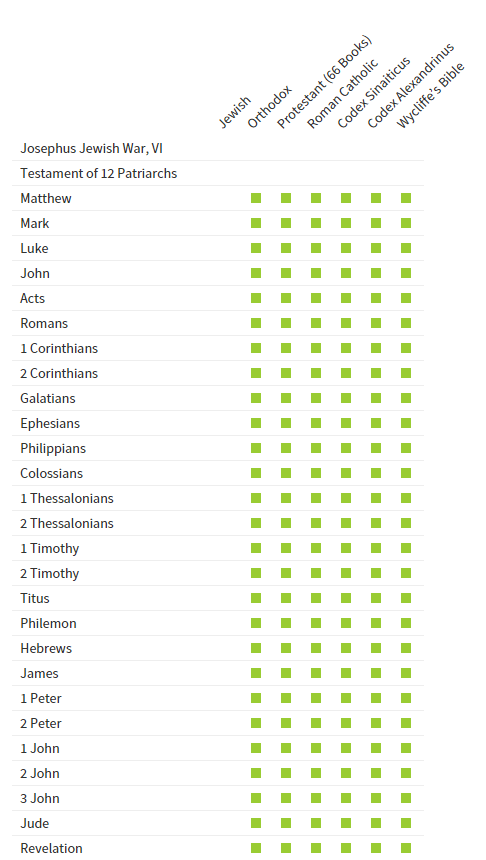 Jewish
Orthodox
Protestant (66 Books)
Roman Catholic
Codex Sinaiticus
Codex Alexandrinus
Wycliffe's Bible
Josephus Jewish War, VI
Testament of 12 Patriarchs
Matthew
Mark
Luke
John
Acts
Romans
1 Corinthians
2 Corinthians
Galatians
Ephesians
Philippians
Colossians
1 Thessalonians
2 Thessalonians
1 Timothy
2 Timothy
Titus
Philemon
Hebrews
James
1 Peter
2 Peter
1 John
2 John
3 John
Jude
Revelation